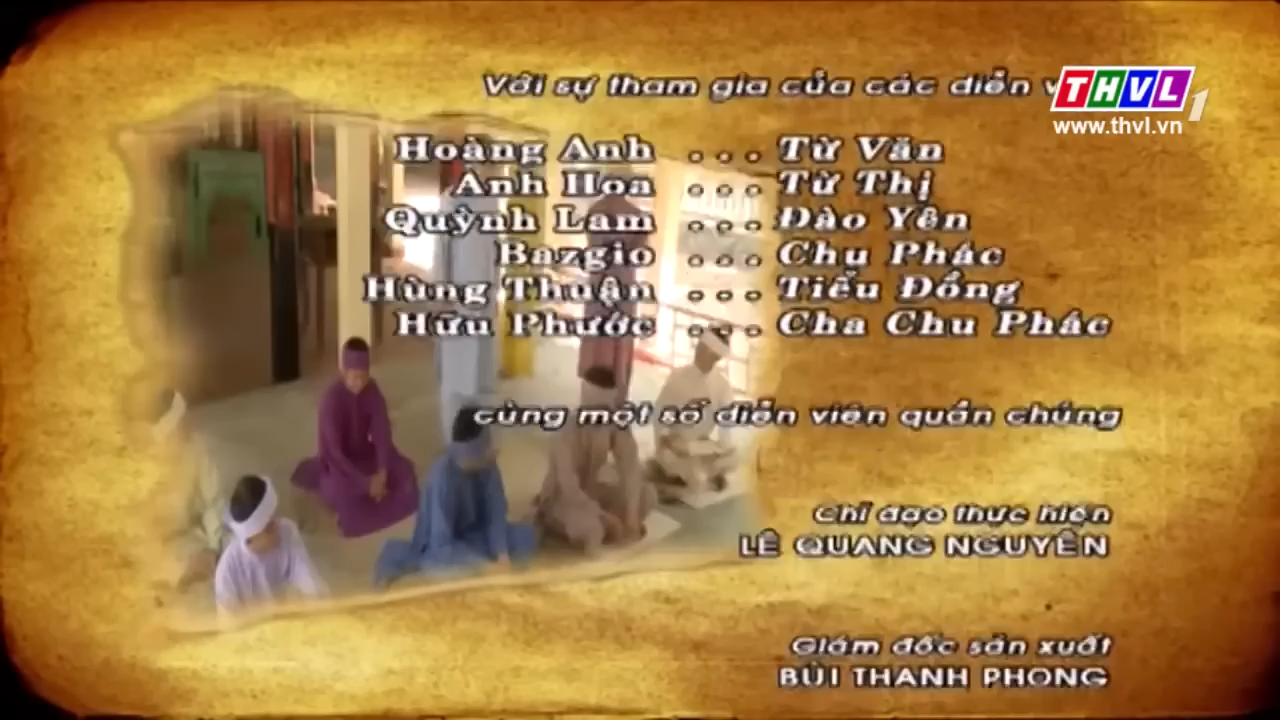 Với sự tham gia của các diễn v
THVL1
www.thvl.vn
Hoàng Anh ... Từ Văn
Anh Hoa ... Từ Thị
Quỳnh Lam ... Đào Yên
Bazgio ... Chu Phác
Hùng Thuận ... Tiểu Đồng
Hữu Phước ... Cha Chu Phác
cùng một số diễn viên quần chúng
Chỉ đạo thực hiện
LÊ QUANG NGUYÊN
Giám đốc sản xuất
BÙI THANH PHONG